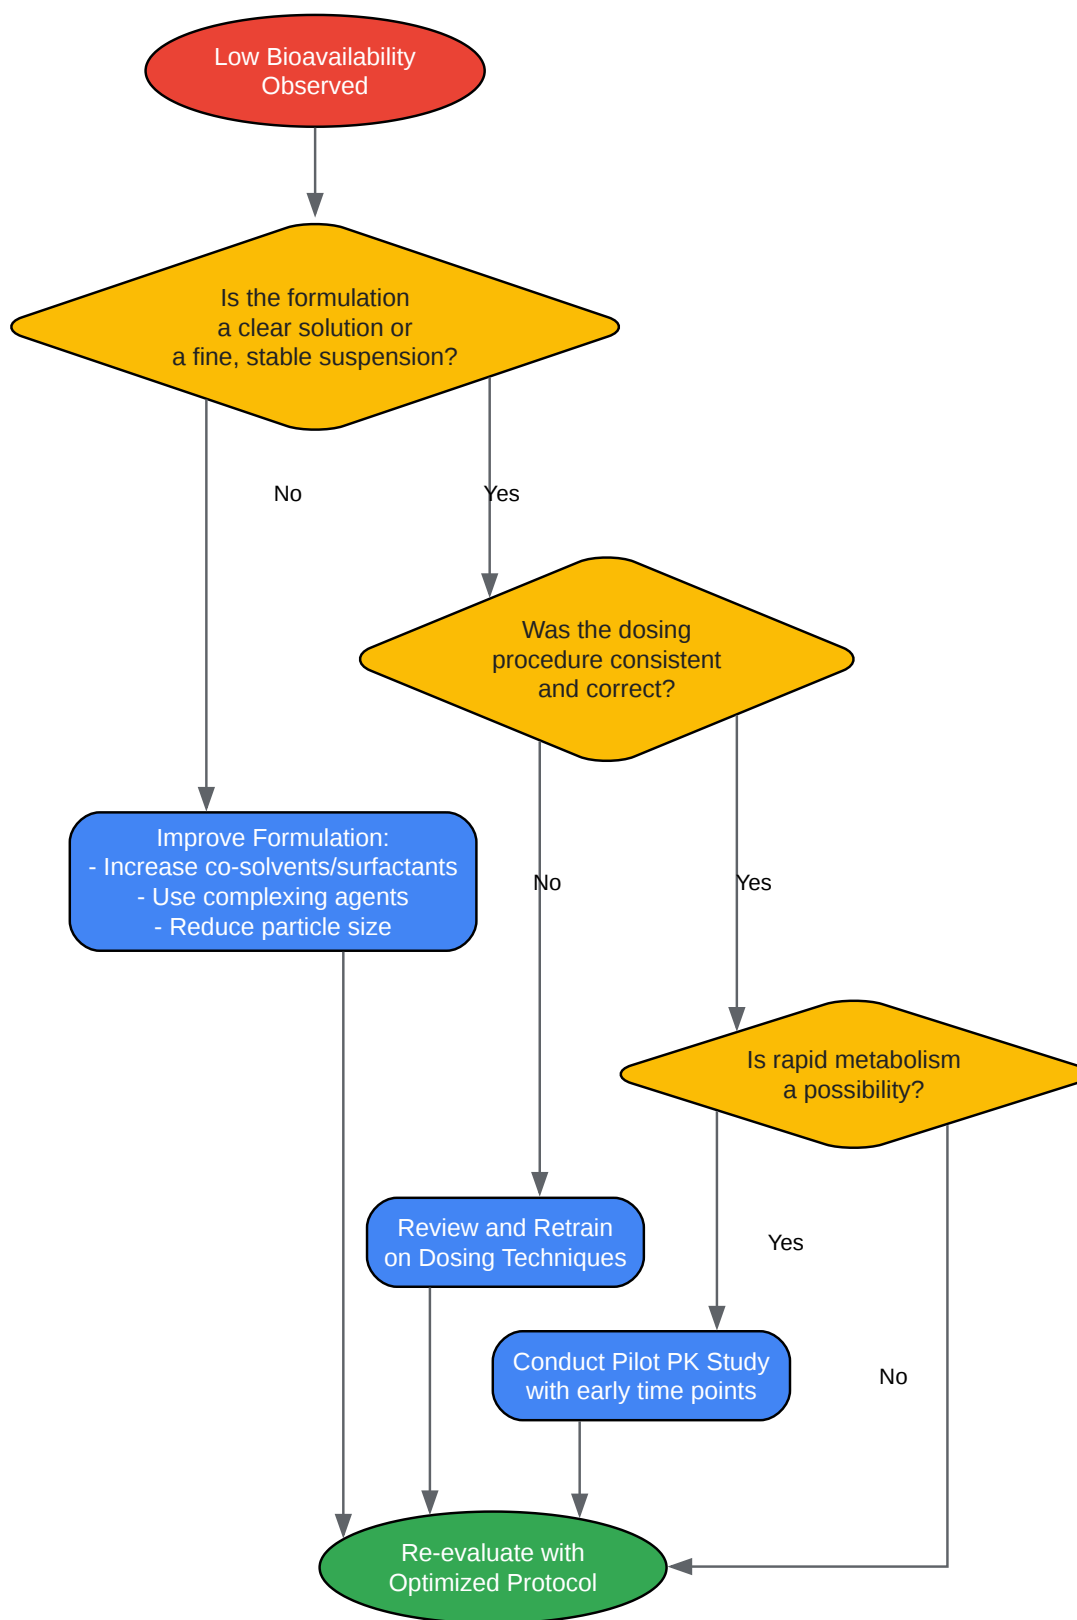 Low Bioavailability
Observed
Is the formulation
a clear solution or
a fine, stable suspension?
No
Yes
Was the dosing
procedure consistent
and correct?
Improve Formulation:
- Increase co-solvents/surfactants
- Use complexing agents
- Reduce particle size
No
Yes
Is rapid metabolism
a possibility?
Review and Retrain
on Dosing Techniques
Yes
Conduct Pilot PK Study
with early time points
No
Re-evaluate with
Optimized Protocol